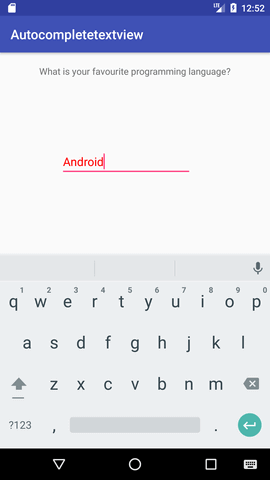 LTE 12:52
Autocompletetextview
What is your favourite programming language?
Android
1 2 3 4 5 6 7 8 9 0
q w e r t y u i o p
a s d f g h j k l
z x c v b n m
?123 , .